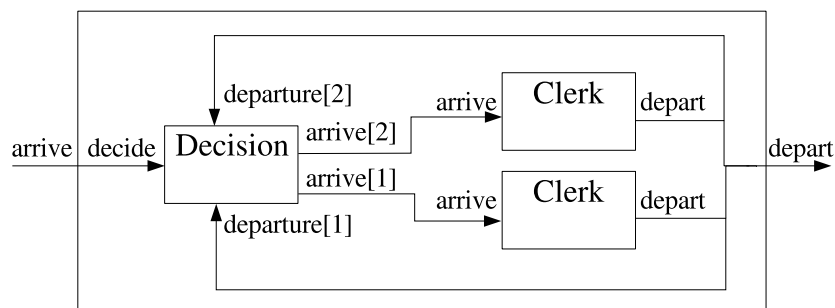 departure[2]
arrive
Clerk
depart
arrive
decide
Decision
arrive[2]
arrive[1]
depart
arrive
Clerk
depart
departure[1]